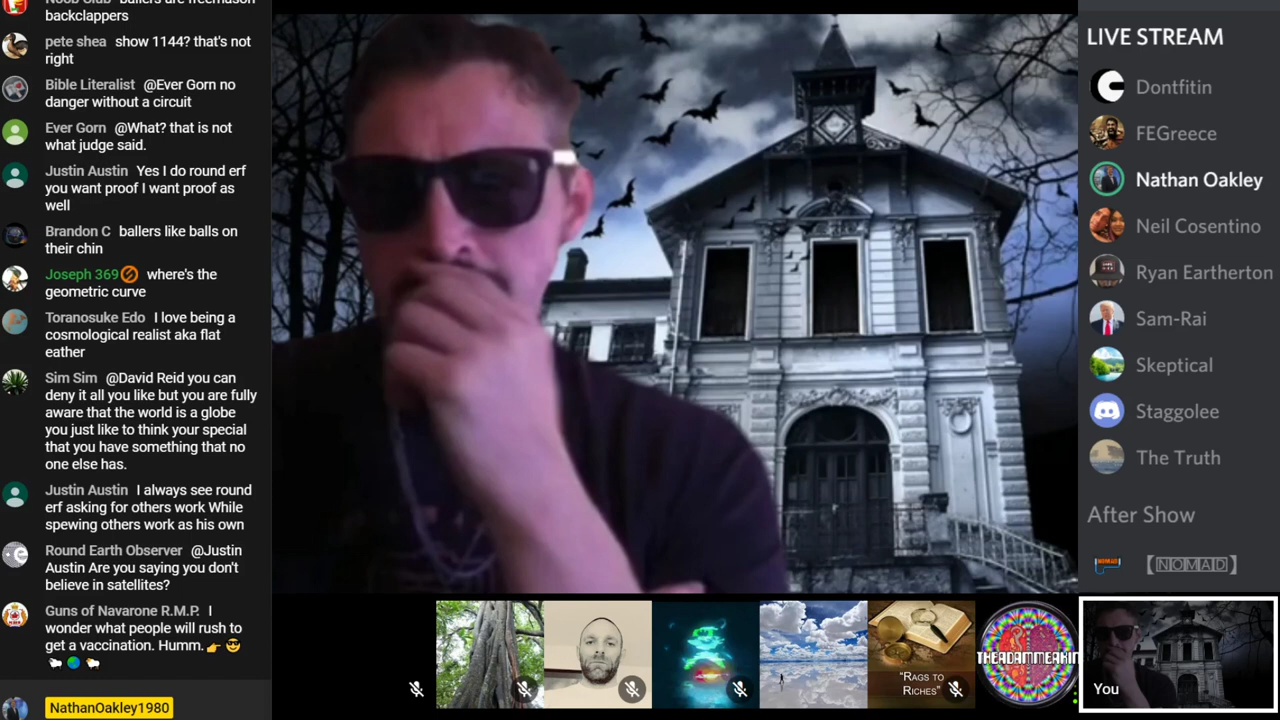 Noob Club ballers are freemason
backclappers
pete shea show 1144? that's not
right
Bible Literalist @Ever Gorn no
danger without a circuit
Ever Gorn @What? that is not
what judge said.
Justin Austin Yes I do round erf
you want proof I want proof as
well
Brandon C ballers like balls on
their chin
Joseph 369 where's the
geometric curve
Toranosuke Edo I love being a
cosmological realist aka flat
eather
Sim Sim @David Reid you can
deny it all you like but you are fully
aware that the world is a globe
you just like to think your special
that you have something that no
one else has.
Justin Austin I always see round
erf asking for others work While
spewing others work as his own
Round Earth Observer @Justin
Austin Are you saying you don't
believe in satellites?
Guns of Navarone R.M.P. I
wonder what people will rush to
get a vaccination. Humm.
NathanOakley1980
"RAGS TO
RICHES"
THEADAMMEAKIN
You
LIVE STREAM
Dontfitin
FEGreece
Nathan Oakley
Neil Cosentino
Ryan Eartherton
Sam-Rai
Skeptical
Staggolee
The Truth
After Show
NOMAD